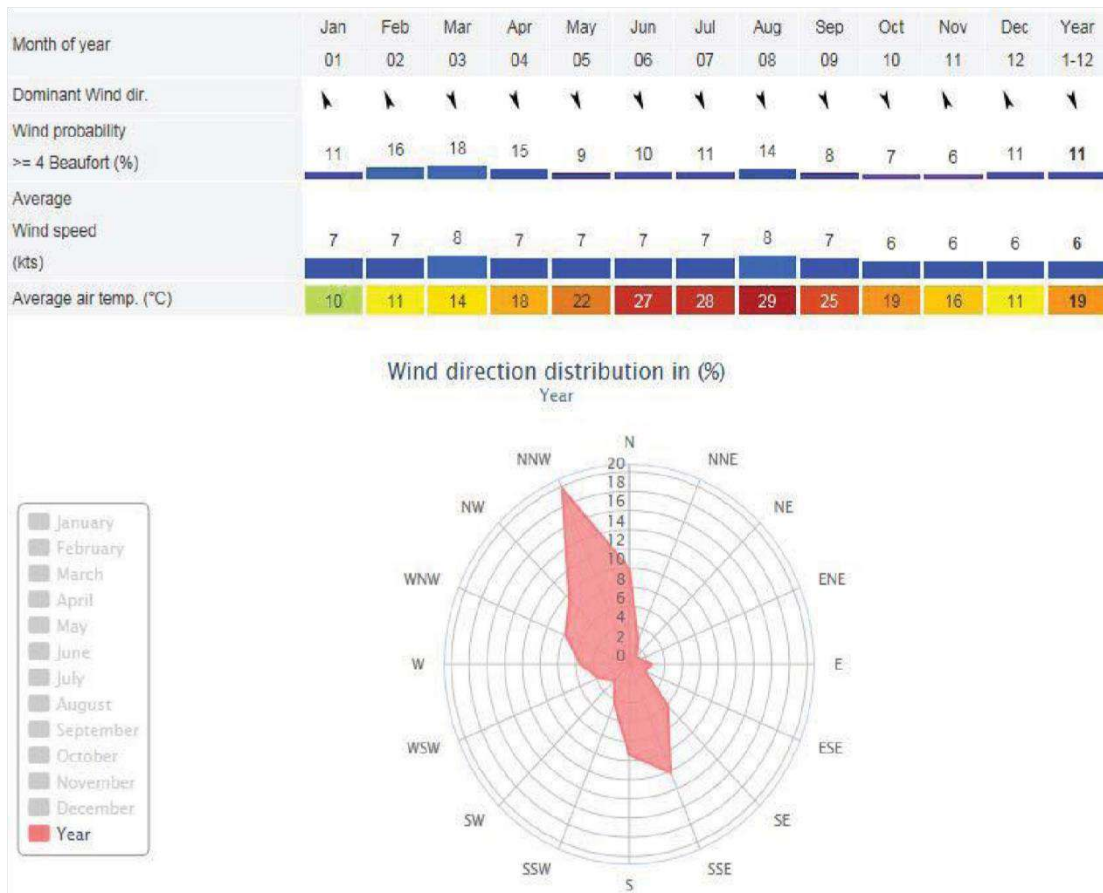 Month of year
Jan Feb Mar Apr May Jun Jul Aug Sep Oct Nov Dec Year
01 02 03 04 05 06 07 08 09 10 11 12 1-12
Dominant Wind dir.
Wind probability
>= 4 Beaufort (%)
11 16 18 15 9 10 11 14 8 7 6 11 11
Average
Wind speed
(kts)
7 7 8 7 7 7 7 8 7 6 6 6 6
Average air temp. (°C)
10 11 14 18 22 27 28 29 25 19 16 11 19
Wind direction distribution in (%)
Year
N
NNE
NE
ENE
E
ESE
SE
SSE
S
SSW
SW
WSW
W
WNW
NW
NNW
20
18
16
14
12
10
8
6
4
2
0
January
February
March
April
May
June
July
August
September
October
November
December
Year